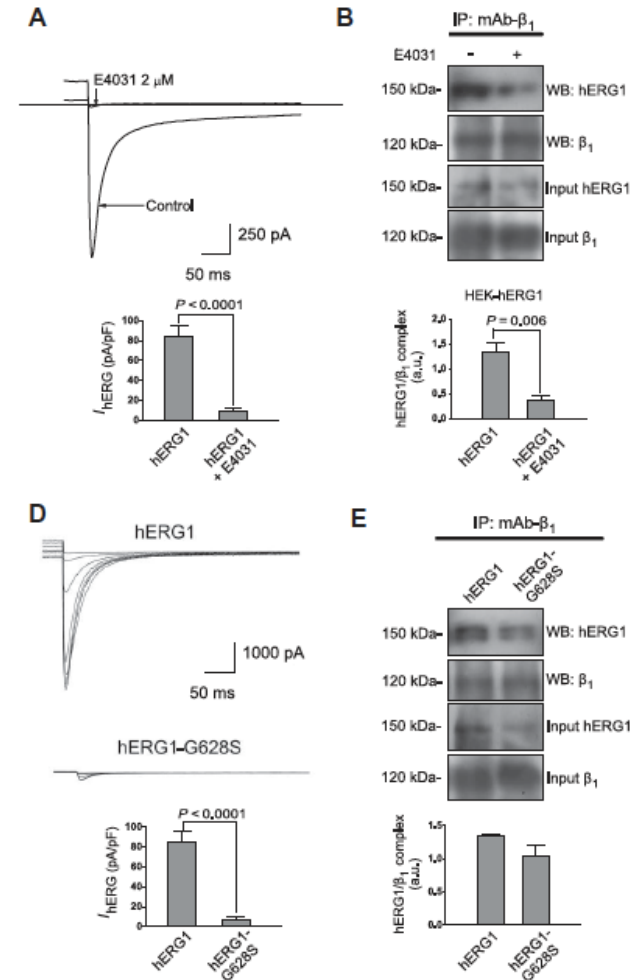 A
E4031 2 μM
Control
250 pA
50 ms
P < 0.0001
100
80
60
40
20
0
I hERG (pA/pF)
hERG1
hERG1
+ E4031
B
IP: mAb-β1
E4031 - +
150 kDa- WB: hERG1
120 kDa- WB: β1
150 kDa- Input hERG1
120 kDa- Input β1
HEK-hERG1
P = 0.006
2.0
1.5
1.0
0.5
0.0
hERG1/β1 complex
(a.u.)
hERG1
hERG1
+ E4031
D
hERG1
1000 pA
50 ms
hERG1-G628S
P < 0.0001
100
80
60
40
20
0
I hERG (pA/pF)
hERG1
hERG1-
G628S
E
IP: mAb-β1
hERG1
hERG1-
G628S
150 kDa- WB: hERG1
120 kDa- WB: β1
150 kDa- Input hERG1
120 kDa- Input β1
1.5
1.0
0.5
0.0
hERG1/β1 complex
(a.u.)
hERG1
hERG1-
G628S